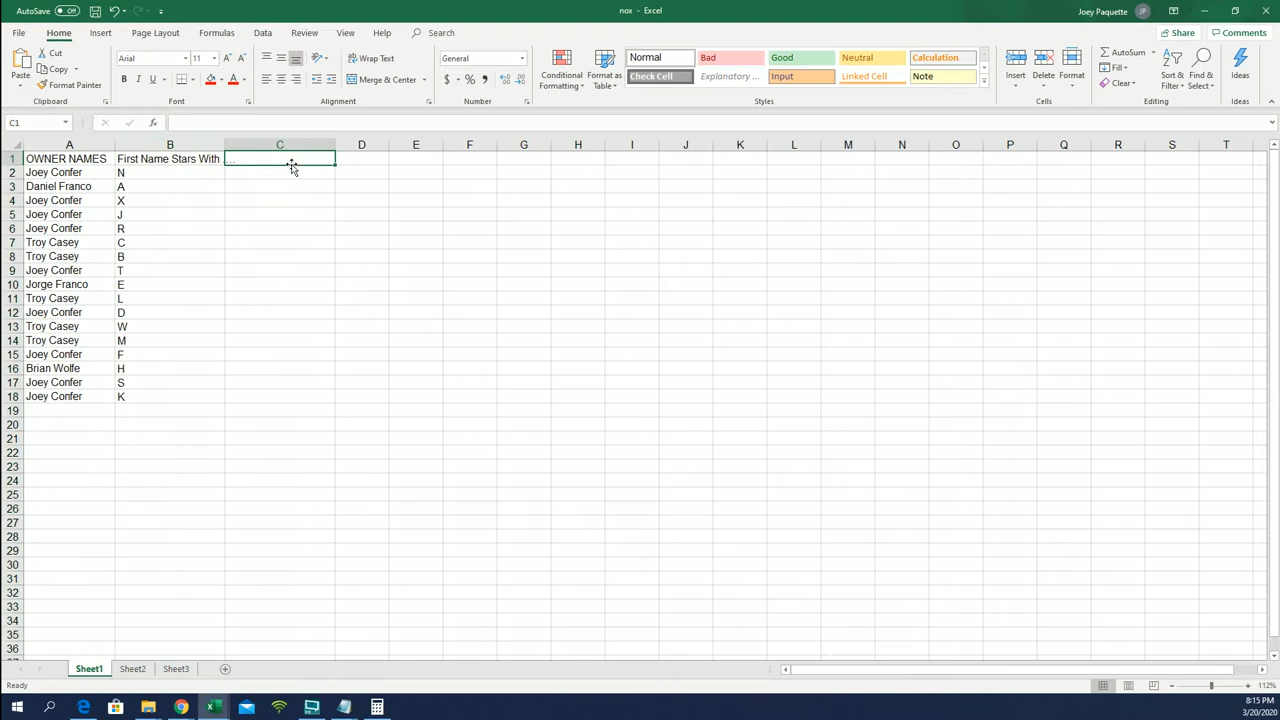 AutoSave Off
nox - Excel
Joey Paquette JP
File Home Insert Page Layout Formulas Data Review View Help Search
Share Comments
Paste
Cut
Copy
Format Painter
Clipboard
Arial 11
B I U
Font
Wrap Text
Merge & Center
Alignment
General
$ % ,
Number
Conditional Formatting
Format as Table
Normal Bad Good Neutral Calculation
Check Cell Explanatory ... Input Linked Cell Note
Styles
Insert Delete Format
Cells
AutoSum
Fill
Clear
Sort & Filter
Find & Select
Editing
Ideas
Ideas
C1 fx
A B C D E F G H I J K L M N O P Q R S T
1 OWNER NAMES First Name Stars With ...
2 Joey Confer N
3 Daniel Franco A
4 Joey Confer X
5 Joey Confer J
6 Joey Confer R
7 Troy Casey C
8 Troy Casey B
9 Joey Confer T
10 Jorge Franco E
11 Troy Casey L
12 Joey Confer D
13 Troy Casey W
14 Troy Casey M
15 Joey Confer F
16 Brian Wolfe H
17 Joey Confer S
18 Joey Confer K
19
20
21
22
23
24
25
26
27
28
29
30
31
32
33
34
35
36
Sheet1 Sheet2 Sheet3
Ready
112%
8:15 PM
3/20/2020